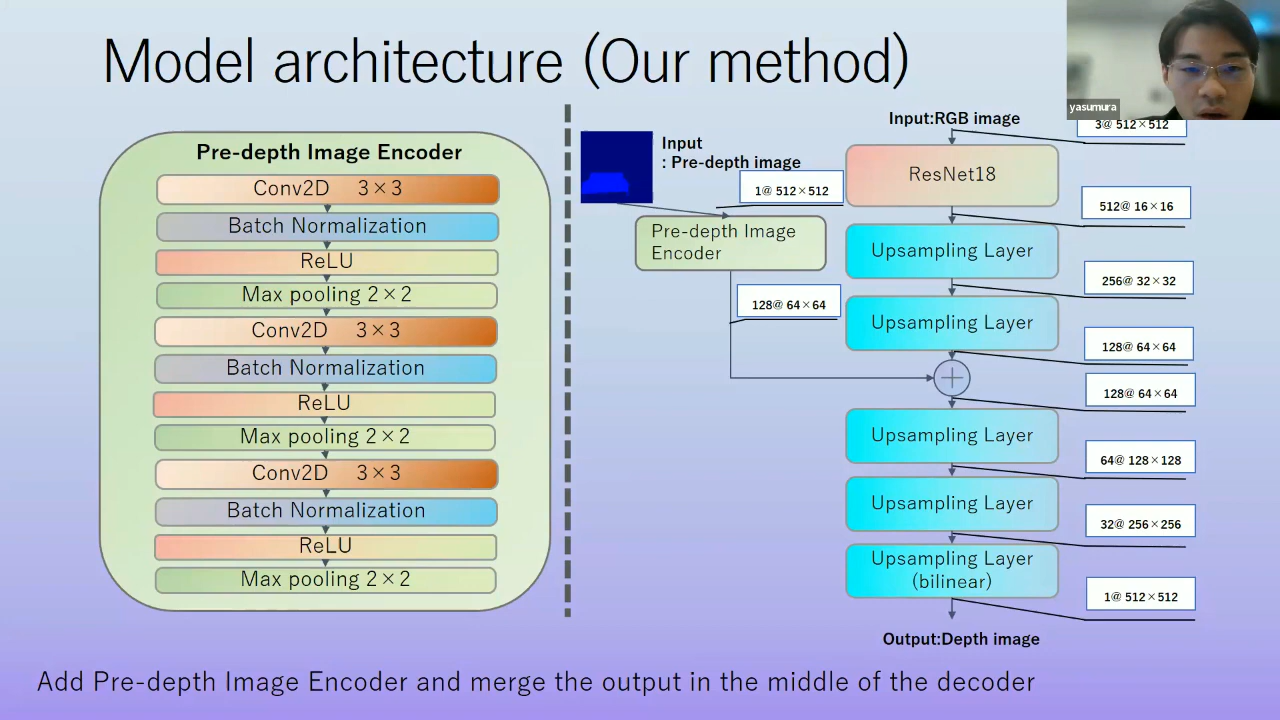 Model architecture (Our method)
yasumura
Pre-depth Image Encoder
Conv2D 3×3
Batch Normalization
ReLU
Max pooling 2×2
Conv2D 3×3
Batch Normalization
ReLU
Max pooling 2×2
Conv2D 3×3
Batch Normalization
ReLU
Max pooling 2×2
Input
: Pre-depth image
1@ 512×512
Pre-depth Image
Encoder
128@ 64×64
Input:RGB image
3@ 512×512
ResNet18
512@ 16×16
Upsampling Layer
256@ 32×32
Upsampling Layer
128@ 64×64
+
128@ 64×64
Upsampling Layer
64@ 128×128
Upsampling Layer
32@ 256×256
Upsampling Layer
(bilinear)
1@ 512×512
Output:Depth image
Add Pre-depth Image Encoder and merge the output in the middle of the decoder